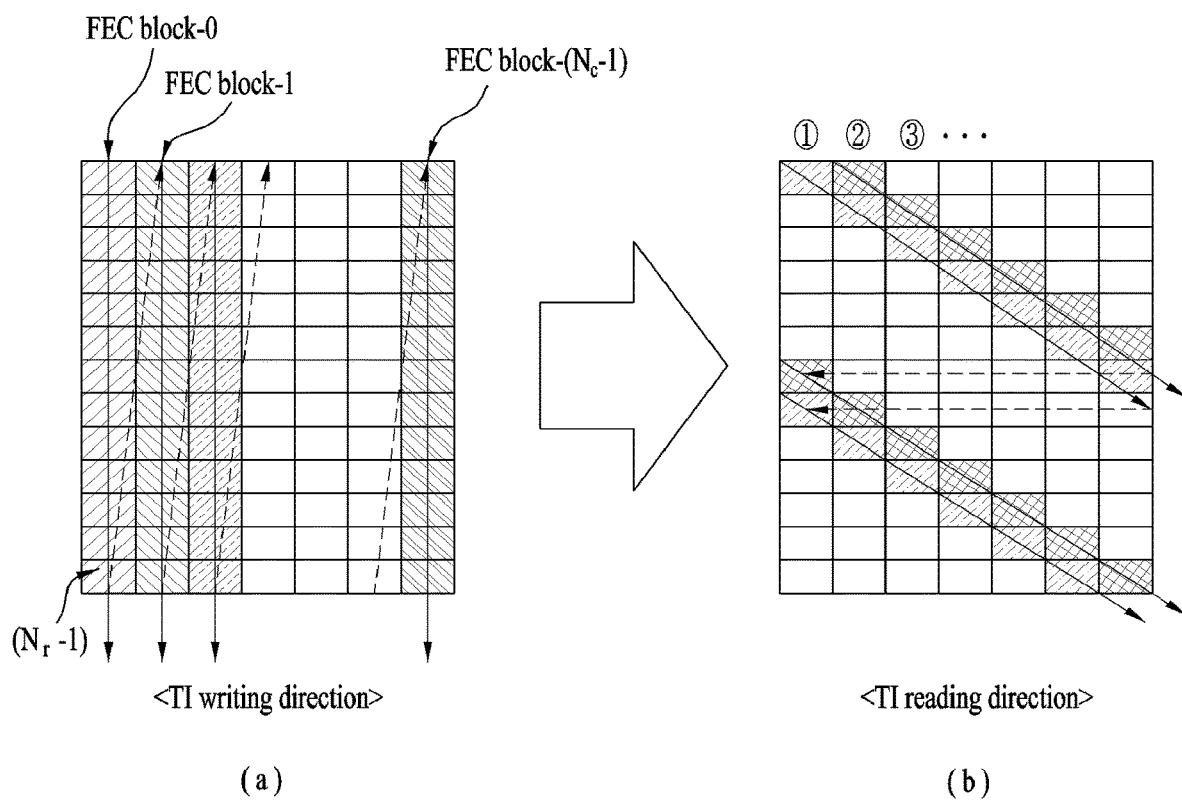 FEC block-0
FEC block-1
FEC block-(Nc-1)
① ② ③ ···
(Nr-1)
<TI writing direction>
<TI reading direction>
(a)
(b)